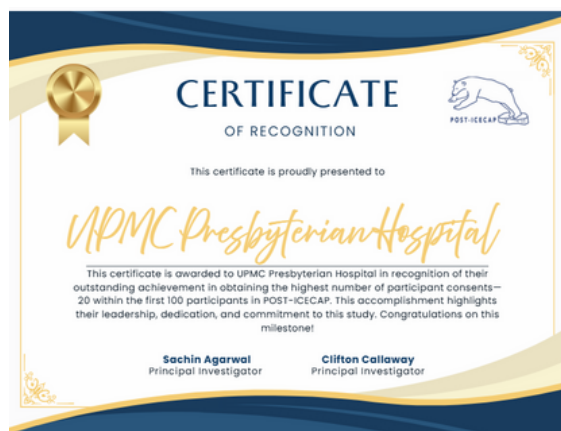 CERTIFICATE
OF RECOGNITION
POST-ICECAP
This certificate is proudly presented to
UPMC Presbyterian Hospital
This certificate is awarded to UPMC Presbyterian Hospital in recognition of their
outstanding achievement in obtaining the highest number of participant consents—
20 within the first 100 participants in POST-ICECAP. This accomplishment highlights
their leadership, dedication, and commitment to this study. Congratulations on this
milestone!
Sachin Agarwal
Principal Investigator
Clifton Callaway
Principal Investigator